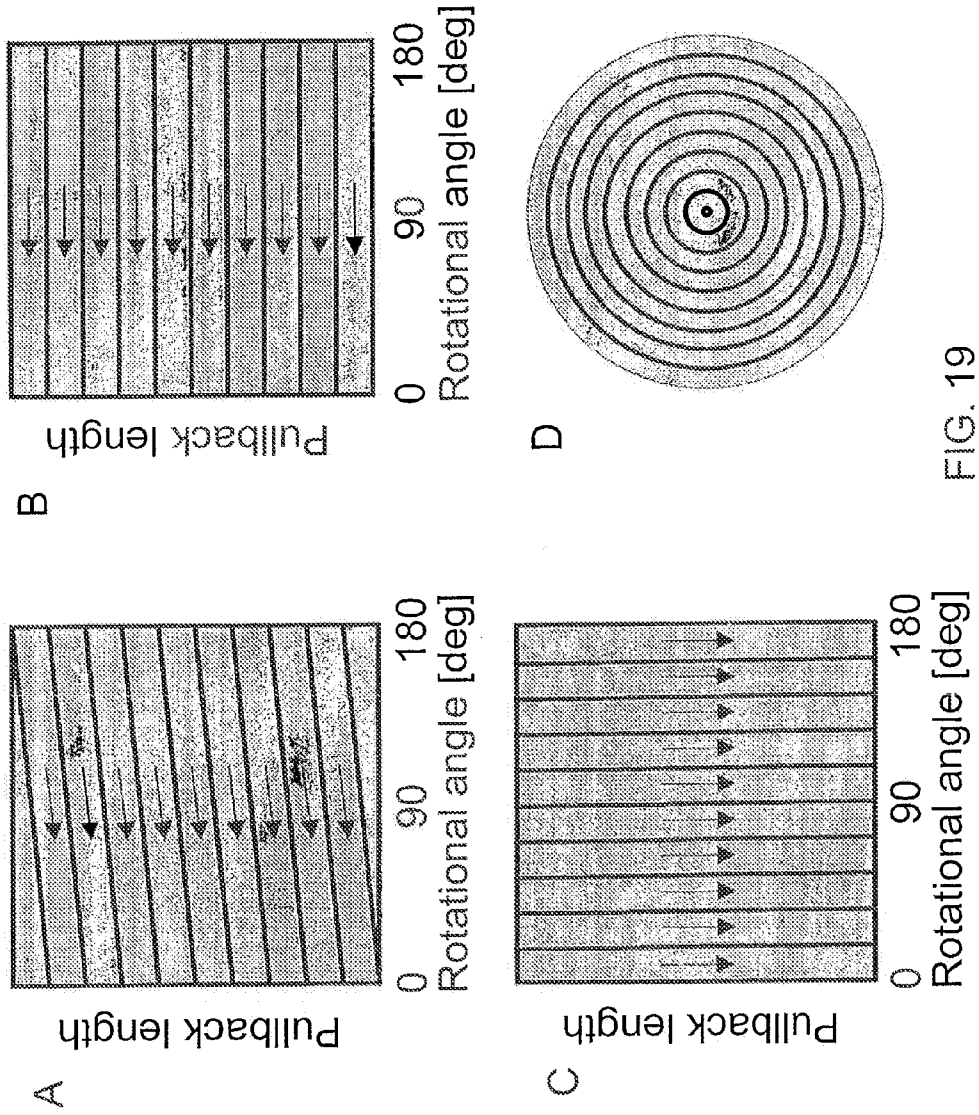 A
Pullback length
0 90 180
Rotational angle [deg]
B
Pullback length
0 90 180
Rotational angle [deg]
C
Pullback length
0 90 180
Rotational angle [deg]
D
FIG. 19